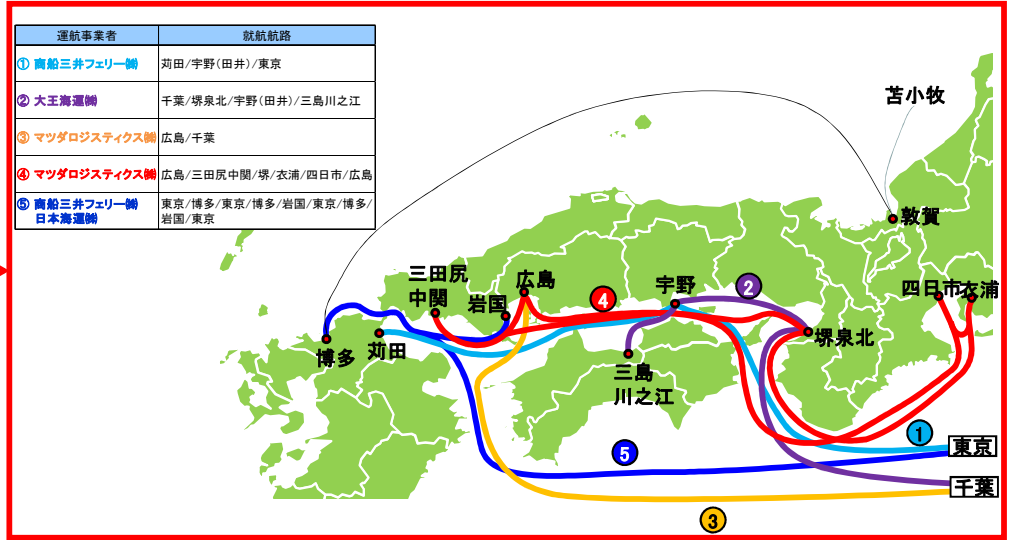 運航事業者 就航航路
① 商船三井フェリー㈱ 苅田/宇野(田井)/東京
② 大王海運㈱ 千葉/堺泉北/宇野(田井)/三島川之江
③ マツダロジスティクス㈱ 広島/千葉
④ マツダロジスティクス㈱ 広島/三田尻中関/堺/衣浦/四日市/広島
⑤ 商船三井フェリー㈱ 東京/博多/東京/博多/岩国/東京/博多/
日本海運㈱ 岩国/東京
苫小牧
敦賀
三田尻
中関
広島
岩国
宇野
四日市
衣浦
④
②
博多
苅田
三島
川之江
堺泉北
①
東京
⑤
千葉
③